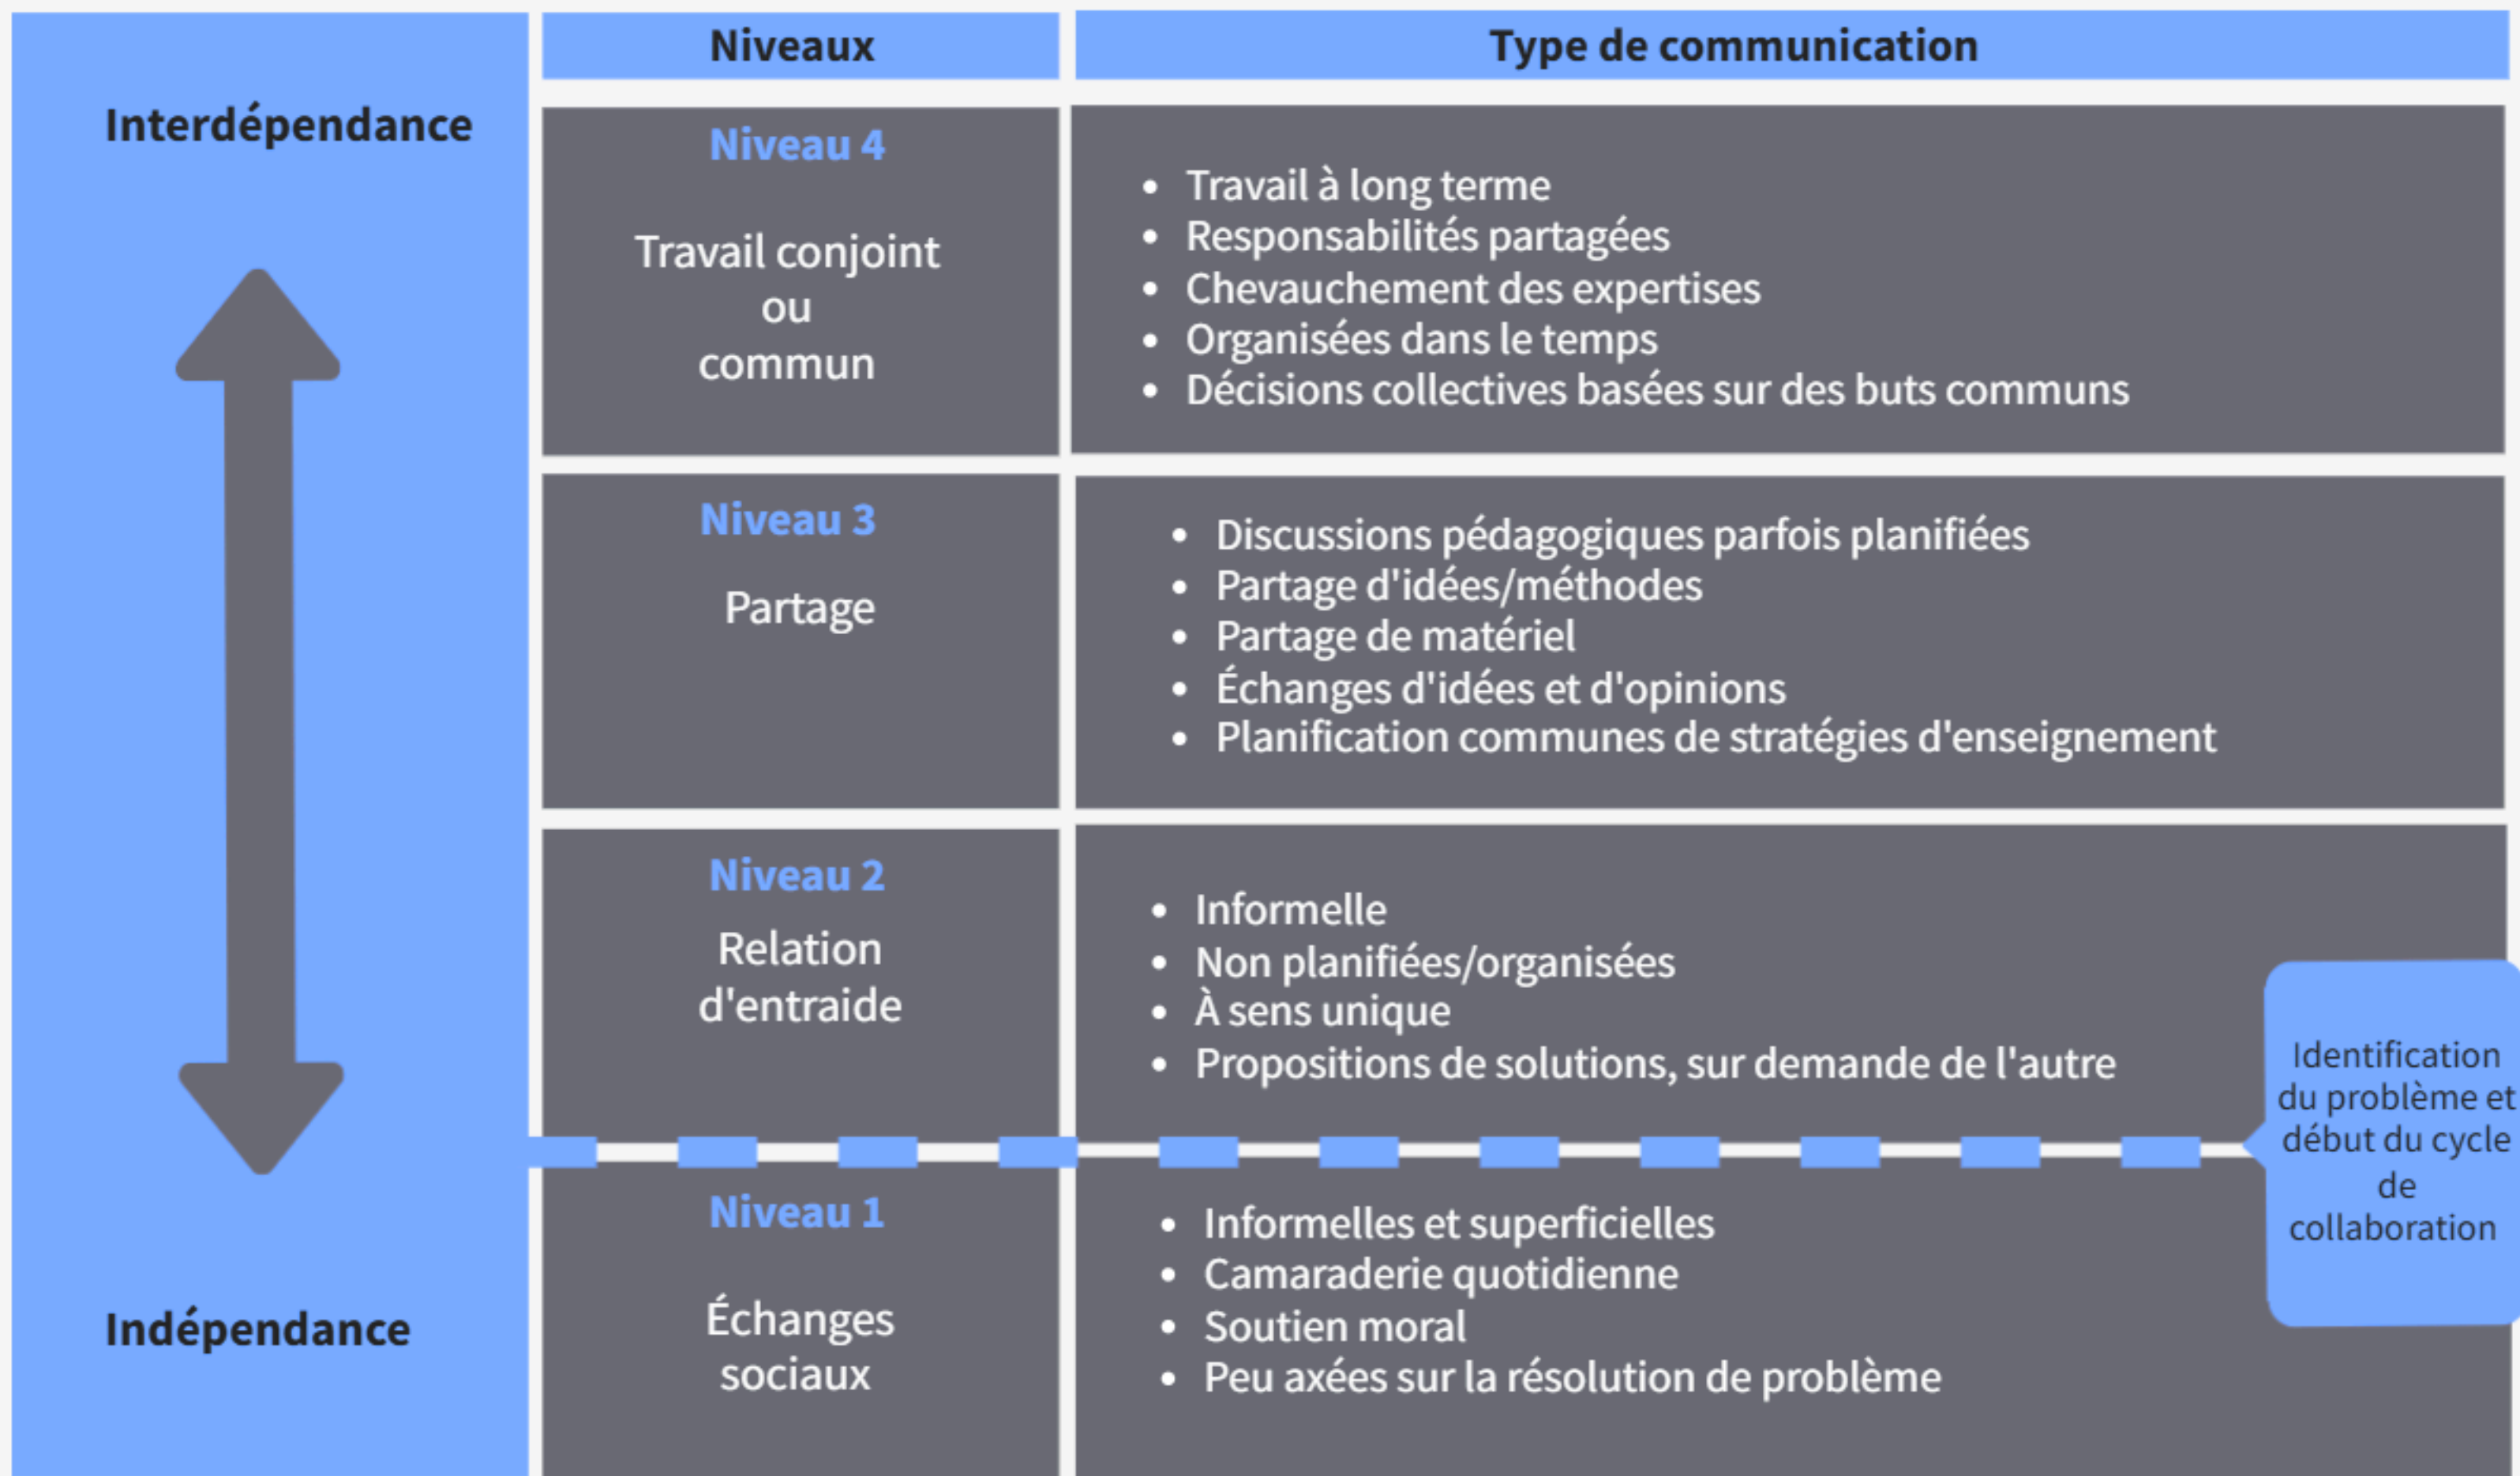 Niveaux
Type de communication
Interdépendance
Niveau 4
Travail conjoint
ou
commun
• Travail à long terme
• Responsabilités partagées
• Chevauchement des expertises
• Organisées dans le temps
• Décisions collectives basées sur des buts communs
Niveau 3
Partage
• Discussions pédagogiques parfois planifiées
• Partage d'idées/méthodes
• Partage de matériel
• Échanges d'idées et d'opinions
• Planification communes de stratégies d'enseignement
Niveau 2
Relation
d'entraide
• Informelle
• Non planifiées/organisées
• À sens unique
• Propositions de solutions, sur demande de l'autre
Identification
du problème et
début du cycle
de
collaboration
Niveau 1
Échanges
sociaux
• Informelles et superficielles
• Camaraderie quotidienne
• Soutien moral
• Peu axées sur la résolution de problème
Indépendance